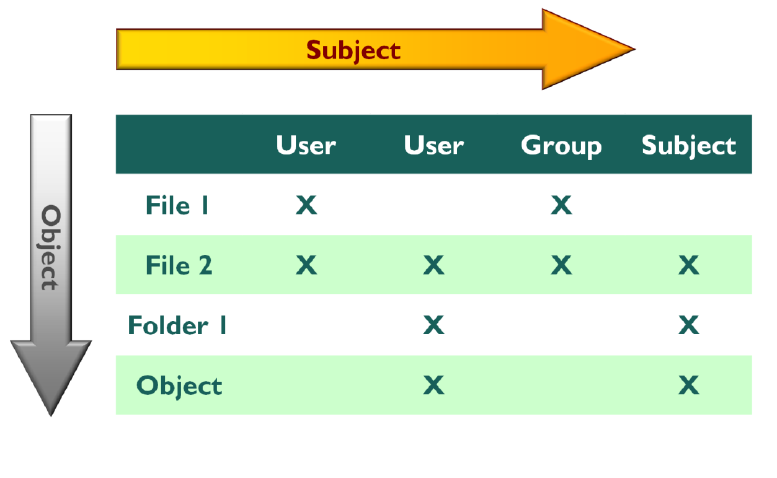 Subject
Object
User User Group Subject
File 1 X X
File 2 X X X X
Folder 1 X X
Object X X